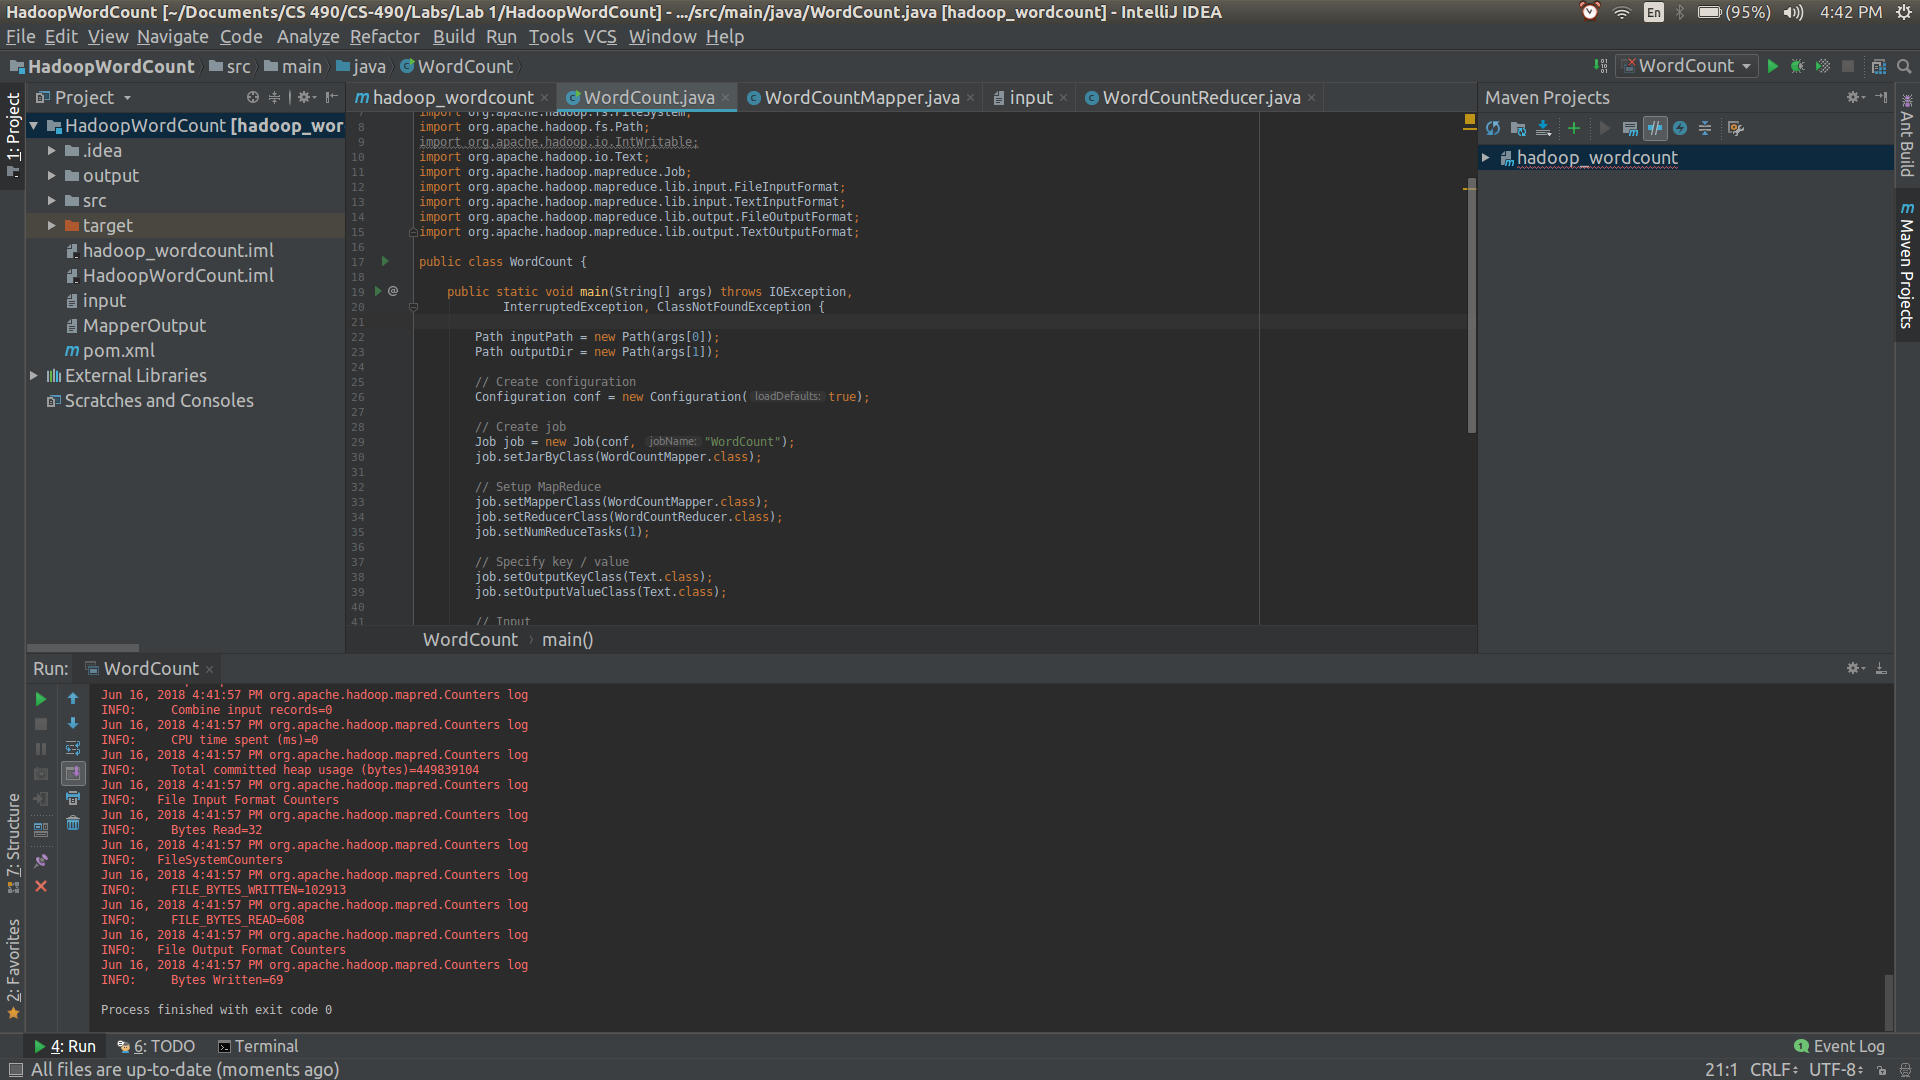 HadoopWordCount [~/Documents/CS 490/CS-490/Labs/Lab 1/HadoopWordCount] - .../src/main/java/WordCount.java [hadoop_wordcount] - IntelliJ IDEA
En (95%) 4:42 PM
File Edit View Navigate Code Analyze Refactor Build Run Tools VCS Window Help
HadoopWordCount src main java WordCount
WordCount
1: Project
Project
HadoopWordCount [hadoop_wor
.idea
output
src
target
hadoop_wordcount.iml
HadoopWordCount.iml
input
MapperOutput
pom.xml
External Libraries
Scratches and Consoles
hadoop_wordcount WordCount.java WordCountMapper.java input WordCountReducer.java
7 import org.apache.hadoop.fs.FileSystem;
8 import org.apache.hadoop.fs.Path;
9 import org.apache.hadoop.io.IntWritable;
10 import org.apache.hadoop.io.Text;
11 import org.apache.hadoop.mapreduce.Job;
12 import org.apache.hadoop.mapreduce.lib.input.FileInputFormat;
13 import org.apache.hadoop.mapreduce.lib.input.TextInputFormat;
14 import org.apache.hadoop.mapreduce.lib.output.FileOutputFormat;
15 import org.apache.hadoop.mapreduce.lib.output.TextOutputFormat;
16
17 public class WordCount {
18
19 @ public static void main(String[] args) throws IOException,
20 InterruptedException, ClassNotFoundException {
21
22 Path inputPath = new Path(args[0]);
23 Path outputDir = new Path(args[1]);
24
25 // Create configuration
26 Configuration conf = new Configuration( loadDefaults: true);
27
28 // Create job
29 Job job = new Job(conf, jobName: "WordCount");
30 job.setJarByClass(WordCountMapper.class);
31
32 // Setup MapReduce
33 job.setMapperClass(WordCountMapper.class);
34 job.setReducerClass(WordCountReducer.class);
35 job.setNumReduceTasks(1);
36
37 // Specify key / value
38 job.setOutputKeyClass(Text.class);
39 job.setOutputValueClass(Text.class);
40
41 // Input
WordCount main()
Maven Projects
hadoop_wordcount
Ant Build
Maven Projects
Run: WordCount
Jun 16, 2018 4:41:57 PM org.apache.hadoop.mapred.Counters log
INFO: Combine input records=0
Jun 16, 2018 4:41:57 PM org.apache.hadoop.mapred.Counters log
INFO: CPU time spent (ms)=0
Jun 16, 2018 4:41:57 PM org.apache.hadoop.mapred.Counters log
INFO: Total committed heap usage (bytes)=449839104
Jun 16, 2018 4:41:57 PM org.apache.hadoop.mapred.Counters log
INFO: File Input Format Counters
Jun 16, 2018 4:41:57 PM org.apache.hadoop.mapred.Counters log
INFO: Bytes Read=32
Jun 16, 2018 4:41:57 PM org.apache.hadoop.mapred.Counters log
INFO: FileSystemCounters
Jun 16, 2018 4:41:57 PM org.apache.hadoop.mapred.Counters log
INFO: FILE_BYTES_WRITTEN=102913
Jun 16, 2018 4:41:57 PM org.apache.hadoop.mapred.Counters log
INFO: FILE_BYTES_READ=608
Jun 16, 2018 4:41:57 PM org.apache.hadoop.mapred.Counters log
INFO: File Output Format Counters
Jun 16, 2018 4:41:57 PM org.apache.hadoop.mapred.Counters log
INFO: Bytes Written=69
Process finished with exit code 0
7: Structure
2: Favorites
4: Run 6: TODO Terminal
1 Event Log
All files are up-to-date (moments ago)
21:1 CRLF UTF-8